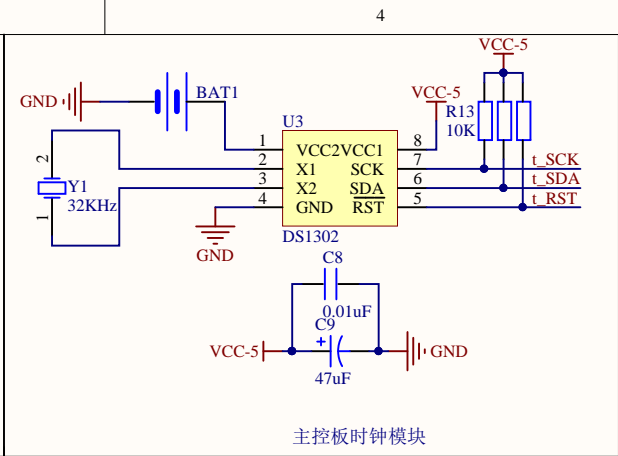 4
VCC-5
GND
BAT1
VCC-5
R13
10K
U3
1
VCC2VCC1
8
2
X1
SCK
7
t_SCK
3
X2
SDA
6
t_SDA
4
GND
RST
5
t_RST
2
Y1
32KHz
1
DS1302
GND
C8
0.01uF
C9
+
VCC-5
GND
47uF
主控板时钟模块